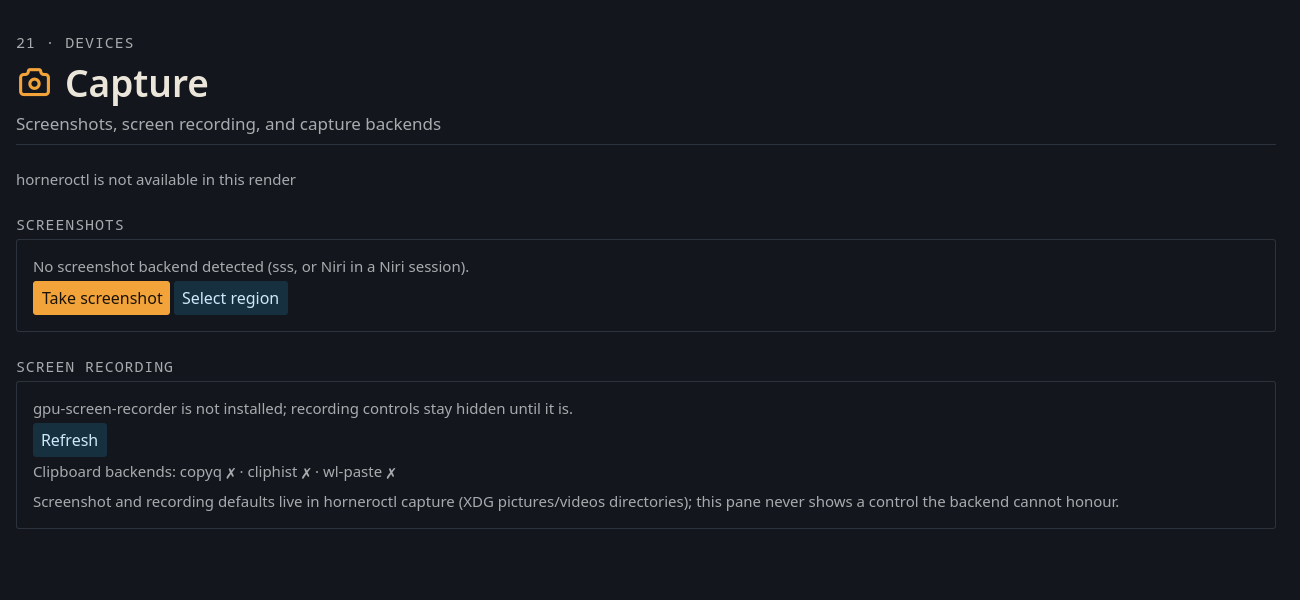 21 · DEVICES
Capture
Screenshots, screen recording, and capture backends
horneroctl is not available in this render
SCREENSHOTS
No screenshot backend detected (sss, or Niri in a Niri session).
Take screenshot Select region
SCREEN RECORDING
gpu-screen-recorder is not installed; recording controls stay hidden until it is.
Refresh
Clipboard backends: copyq ✗ · cliphist ✗ · wl-paste ✗
Screenshot and recording defaults live in horneroctl capture (XDG pictures/videos directories); this pane never shows a control the backend cannot honour.